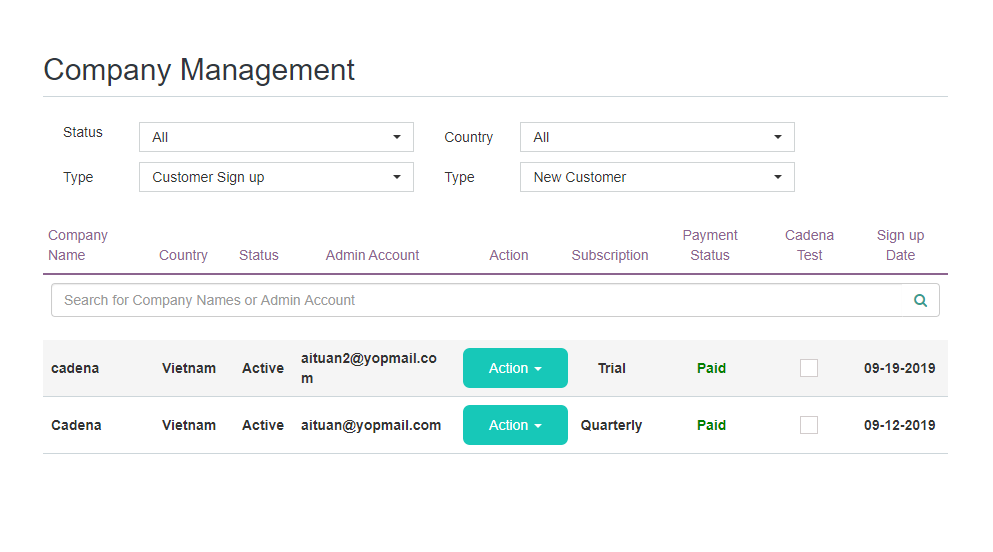 Company Management
Status All Country All
Type Customer Sign up Type New Customer
Company Name Country Status Admin Account Action Subscription Payment Status Cadena Test Sign up Date
Search for Company Names or Admin Account
cadena Vietnam Active aituan2@yopmail.com Action Trial Paid 09-19-2019
Cadena Vietnam Active aituan@yopmail.com Action Quarterly Paid 09-12-2019